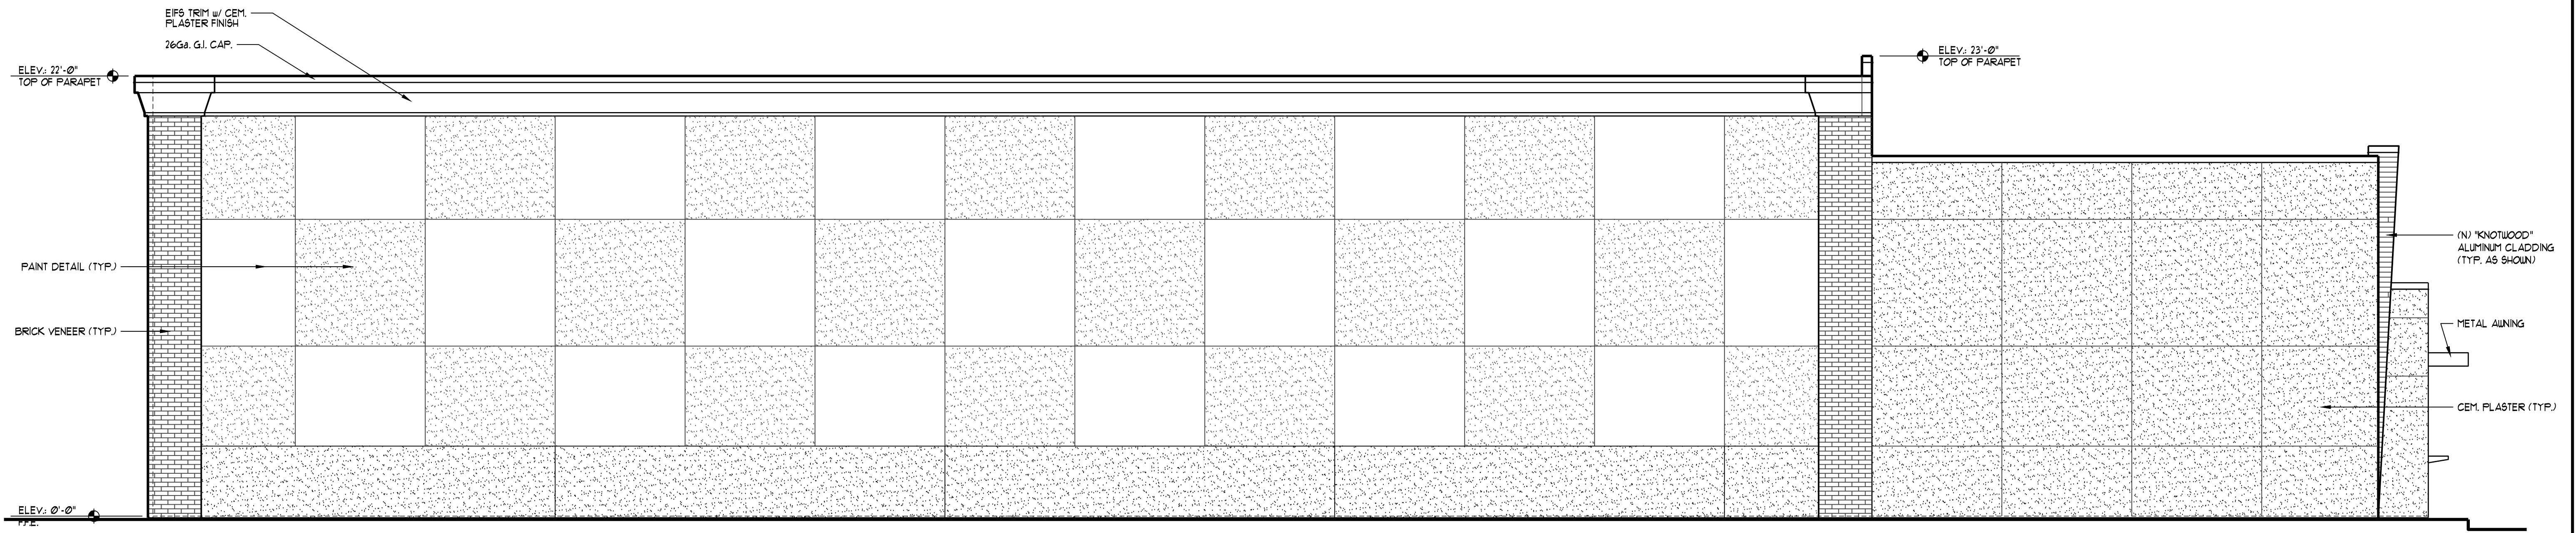 EIFS TRIM w/ CEM.
PLASTER FINISH
26Ga. G.I. CAP.
ELEV.: 22'-0"
TOP OF PARAPET
ELEV.: 23'-0"
TOP OF PARAPET
PAINT DETAIL (TYP.)
BRICK VENEER (TYP.)
(N) "KNOTWOOD"
ALUMINUM CLADDING
(TYP. AS SHOWN)
METAL AWNING
CEM. PLASTER (TYP.)
ELEV.: 0'-0"
F.F.E.